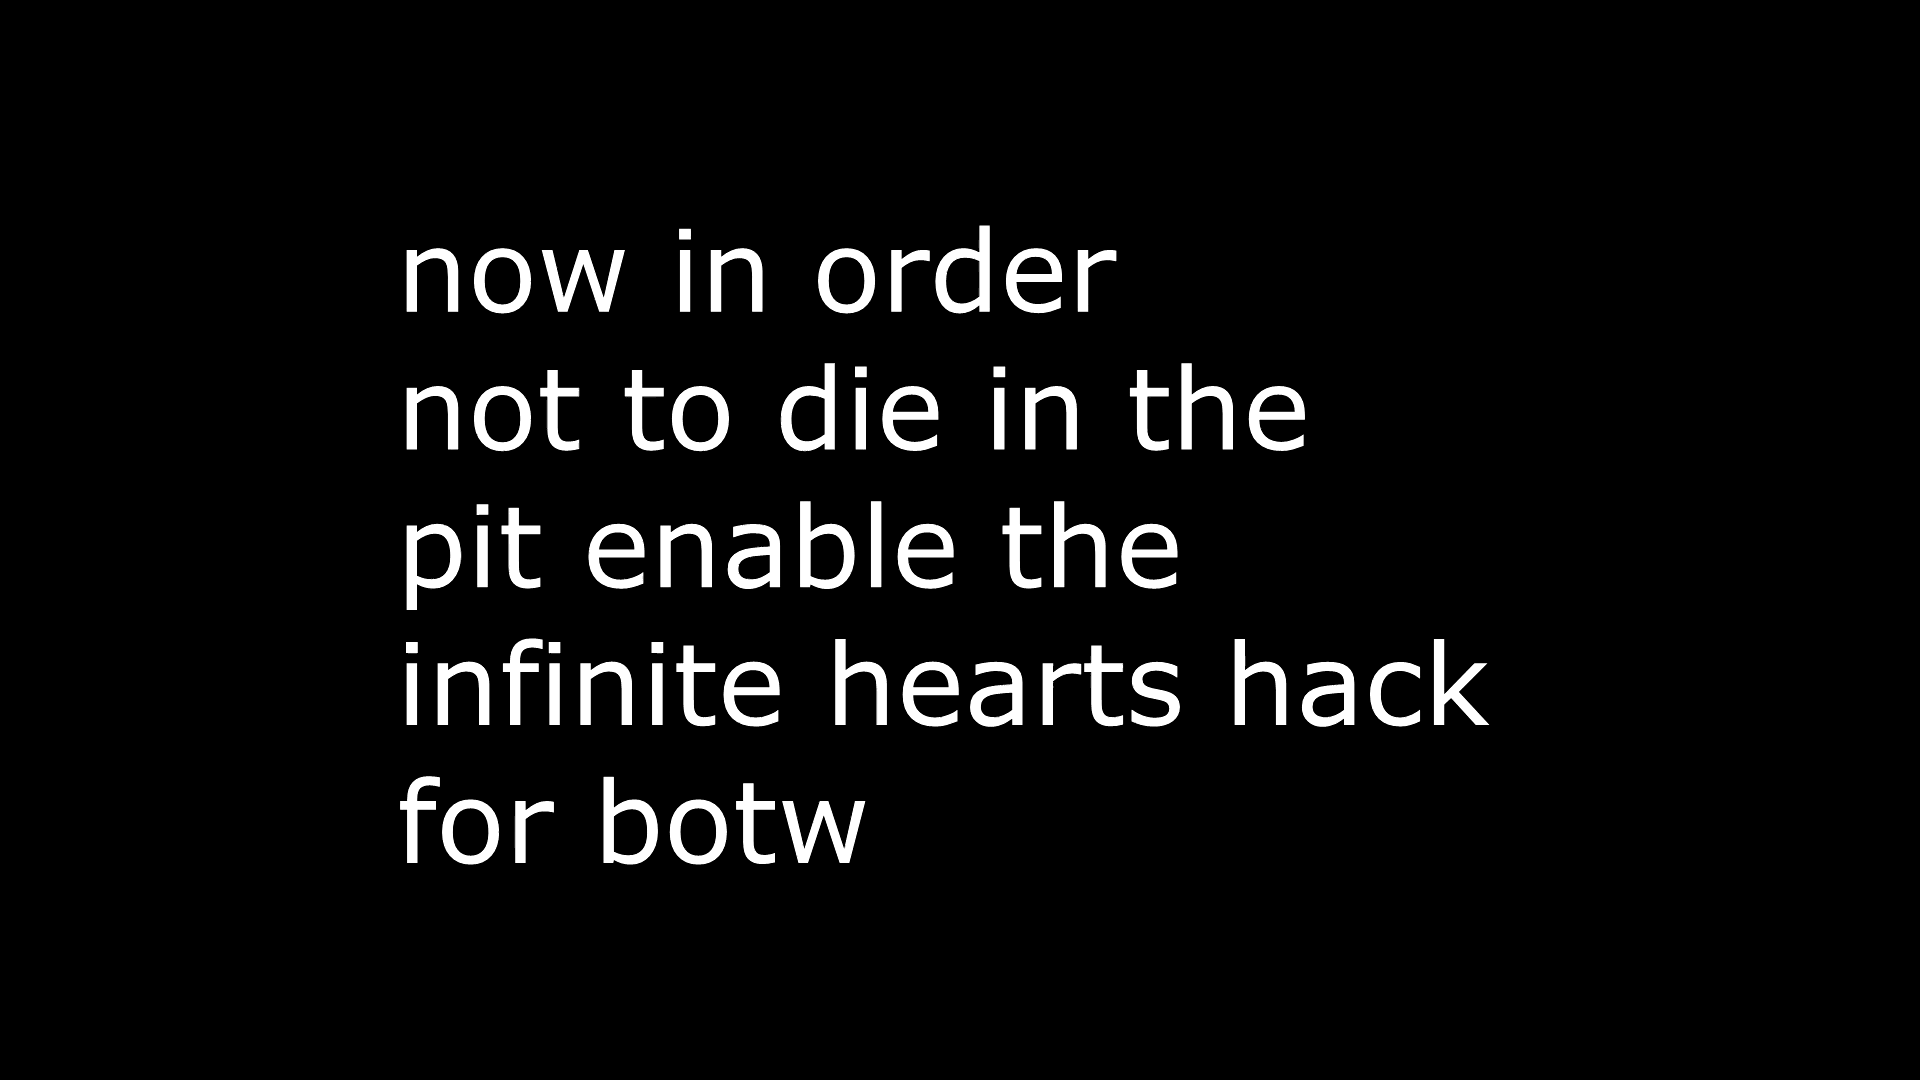 now in order
not to die in the
pit enable the
infinite hearts hack
for botw